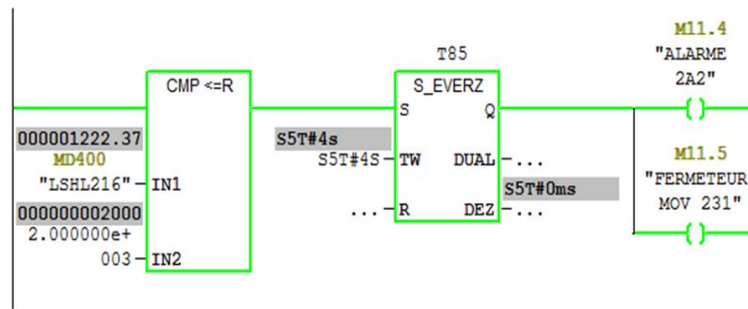 M11.4
T85
"ALARME
2A2"
CMP <=R
S_EVERZ
S
Q
( )
000001222.37
S5T#4s
MD400
S5T#4S
TW
DUAL
...
M11.5
"LSHL216"
IN1
S5T#0ms
"FERMETEUR
MOV 231"
000000002000
...
R
DEZ
...
2.000000e+
( )
003
IN2